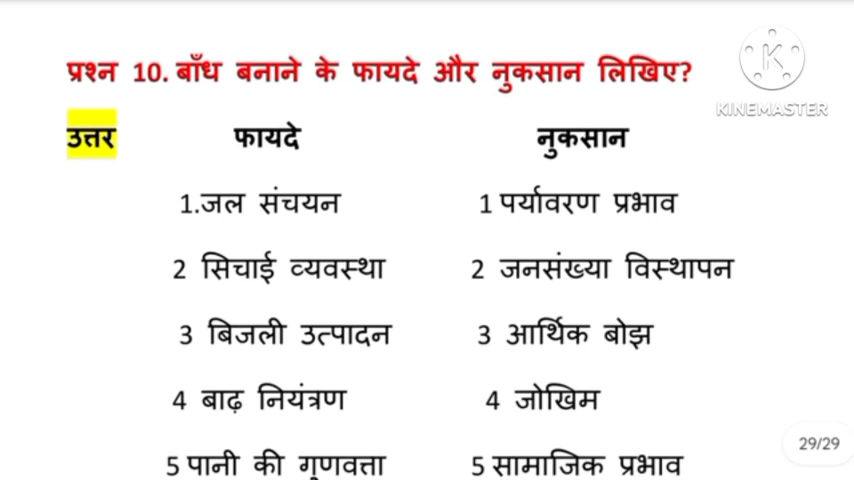 प्रश्न 10. बाँध बनाने के फायदे और नुकसान लिखिए?
KINEMASTER
उत्तर फायदे नुकसान
1.जल संचयन 1 पर्यावरण प्रभाव
2 सिचाई व्यवस्था 2 जनसंख्या विस्थापन
3 बिजली उत्पादन 3 आर्थिक बोझ
4 बाढ़ नियंत्रण 4 जोखिम
29/29
5 पानी की गुणवत्ता 5 सामाजिक प्रभाव